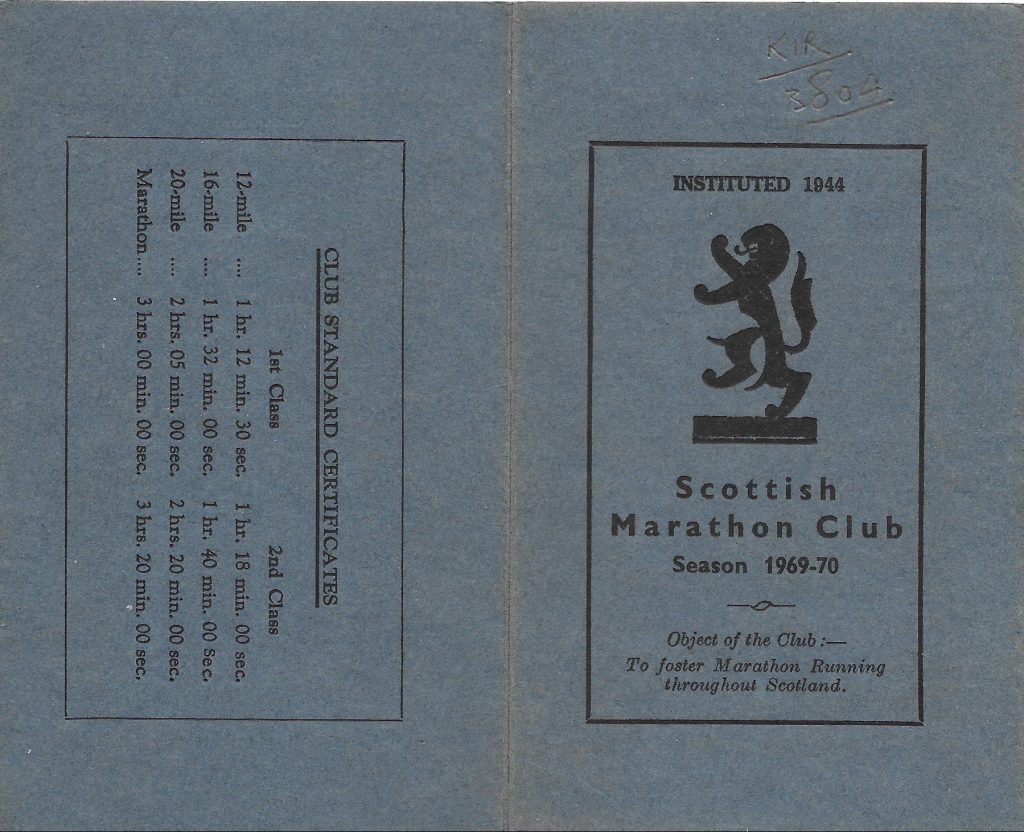 CLUB STANDARD CERTIFICATES
1st Class 2nd Class
12-mile .... 1 hr. 12 min. 30 sec. 1 hr. 18 min. 00 sec.
16-mile .... 1 hr. 32 min. 00 sec. 1 hr. 40 min. 00 Sec.
20-mile .... 2 hrs. 05 min. 00 sec. 2 hrs. 20 min. 00 sec.
Marathon.... 3 hrs. 00 min. 00 sec. 3 hrs. 20 min. 00 sec.
KIR
3804
INSTITUTED 1944
Scottish
Marathon Club
Season 1969-70
Object of the Club :—
To foster Marathon Running
throughout Scotland.